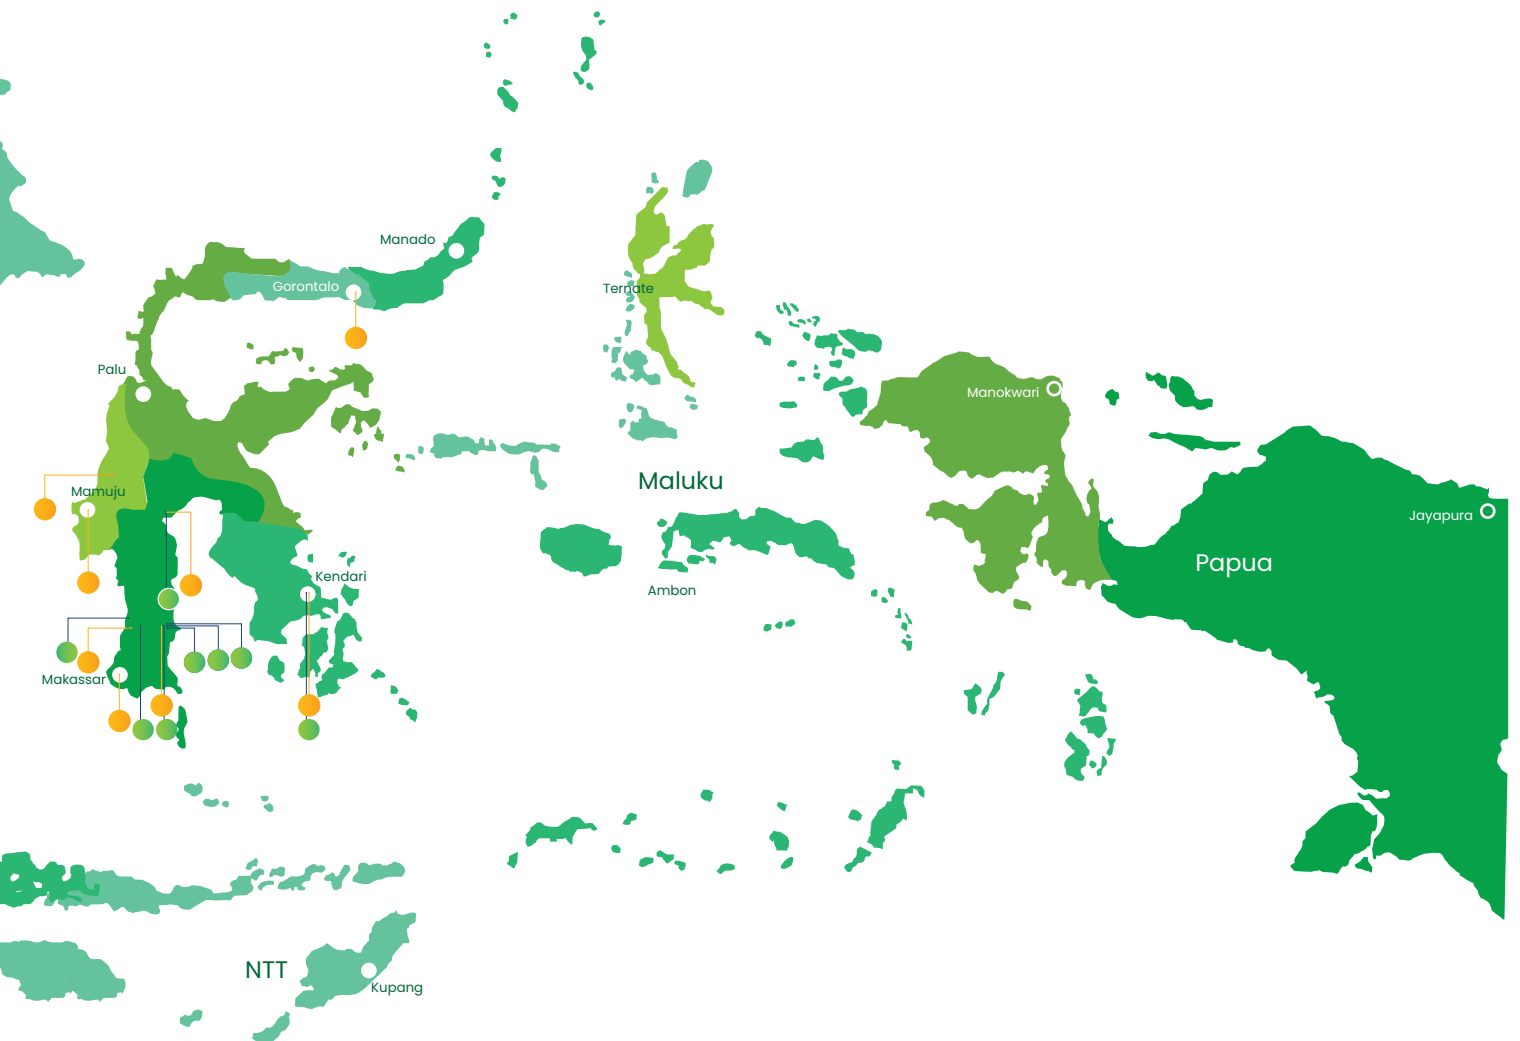 Manado
Gorontalo
Ternate
Palu
Manokwari
Mamuju
Maluku
Jayapura
Papua
Kendari
Ambon
Makassar
NTT
Kupang